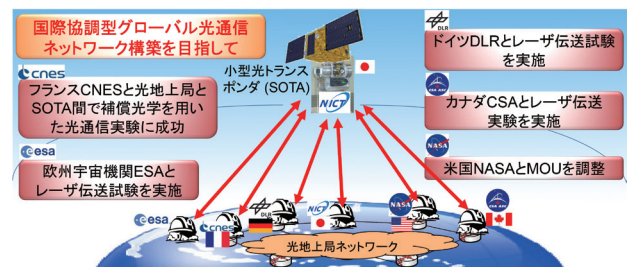 国際協調型グローバル光通信
ネットワーク構築を目指して
cnes
フランスCNESと光地上局と
SOTA間で補償光学を用い
た光通信実験に成功
esa
欧州宇宙機関ESAと
レーザ伝送試験を実施
小型光トランス
ポンダ (SOTA)
NICT
DLR
ドイツDLRとレーザ伝送試験
を実施
CSA ASC
カナダCSAとレーザ伝送
実験を実施
NASA
米国NASAとMOUを調整
esa
cnes
DLR
NICT
NASA
CSA ASC
光地上局ネットワーク